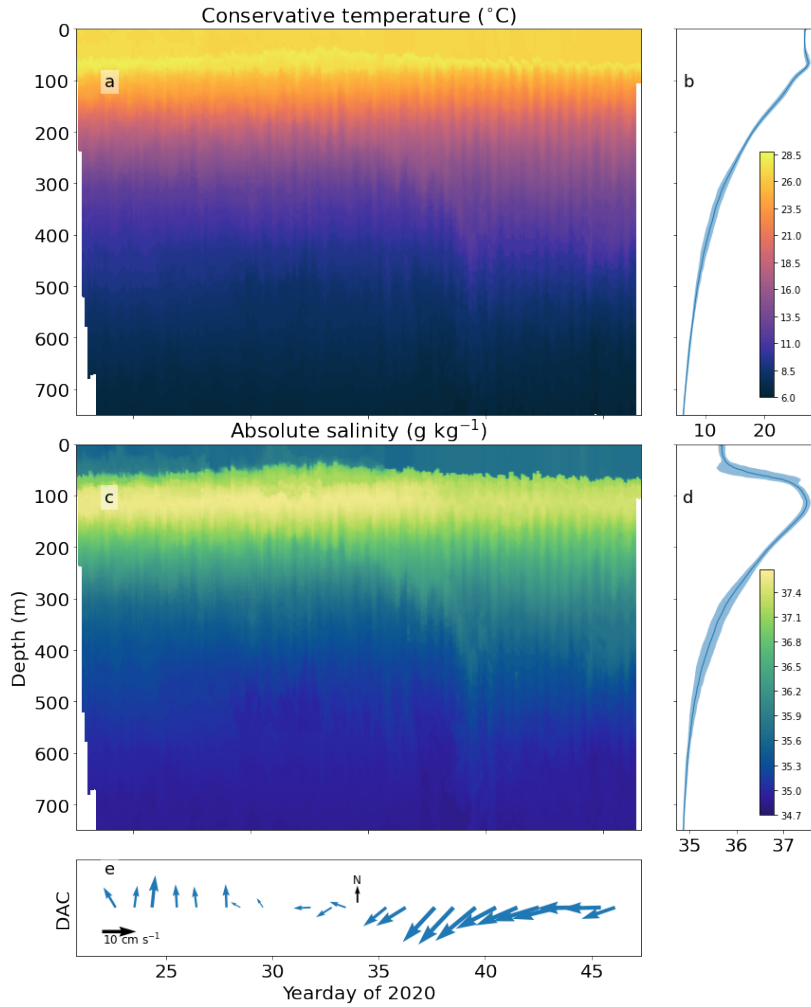 Conservative temperature (°C)
0
100
200
300
400
500
600
700
a
b
28.5
26.0
23.5
21.0
18.5
16.0
13.5
11.0
8.5
6.0
10 20
Absolute salinity (g kg⁻¹)
0
100
200
300
400
500
600
700
Depth (m)
c
d
37.4
37.1
36.8
36.5
36.2
35.9
35.6
35.3
35.0
34.7
35 36 37
e
N
DAC
10 cm s⁻¹
25 30 35 40 45
Yearday of 2020